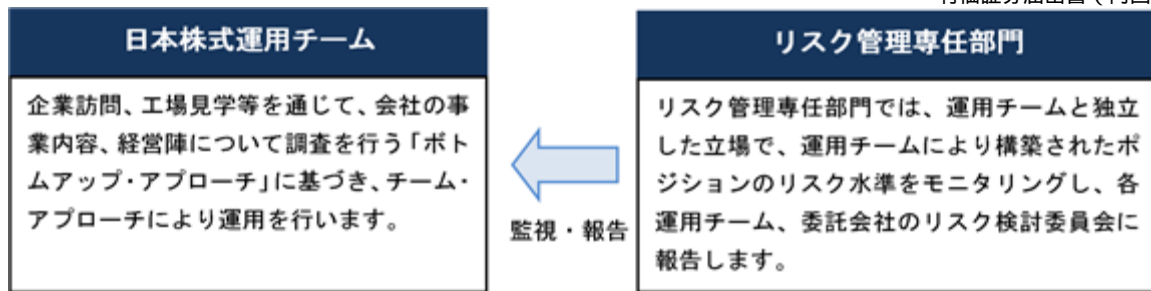 日本株式運用チーム
企業訪問、工場見学等を通じて、会社の事
業内容、経営陣について調査を行う「ボト
ムアップ・アプローチ」に基づき、チーム・
アプローチにより運用を行います。
監視・報告
リスク管理専任部門
リスク管理専任部門では、運用チームと独立
した立場で、運用チームにより構築されたポ
ジションのリスク水準をモニタリングし、各
運用チーム、委託会社のリスク検討委員会に
報告します。